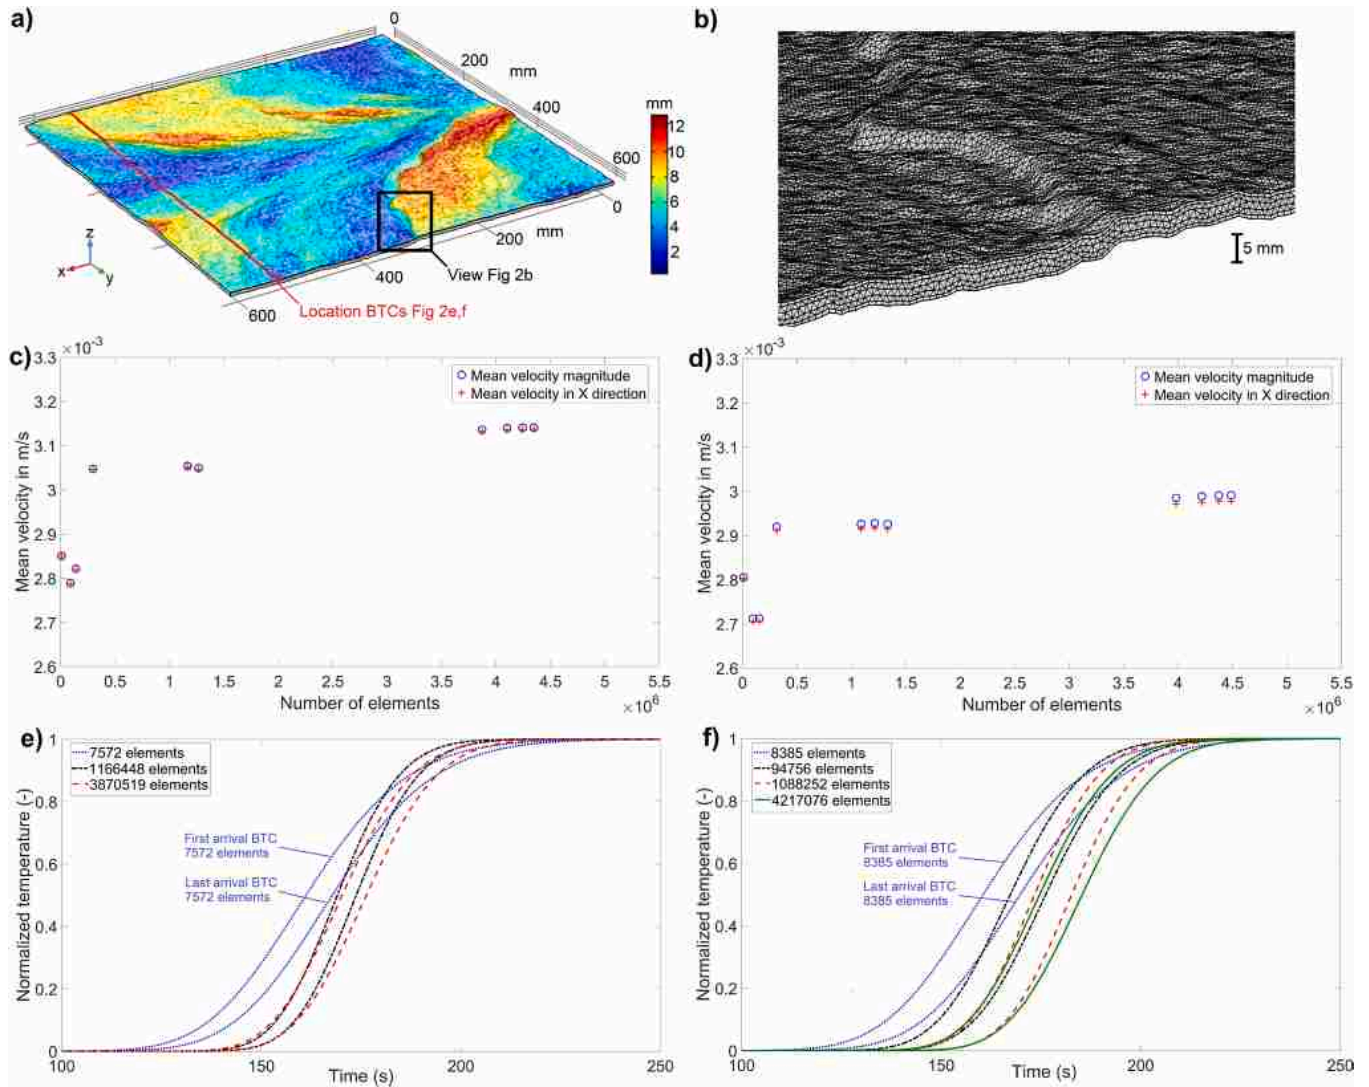 a)
0
200
mm
400
600
mm
12
10
8
6
4
2
0
200
mm
400
600
z
x
y
View Fig 2b
Location BTCs Fig 2e,f
b)
5 mm
c)
×10⁻³
3.3
3.2
3.1
3
2.9
2.8
2.7
2.6
Mean velocity in m/s
Mean velocity magnitude
Mean velocity in X direction
0 0.5 1 1.5 2 2.5 3 3.5 4 4.5 5 5.5
Number of elements
×10⁶
d)
×10⁻³
3.3
3.2
3.1
3
2.9
2.8
2.7
2.6
Mean velocity in m/s
Mean velocity magnitude
Mean velocity in X direction
0 0.5 1 1.5 2 2.5 3 3.5 4 4.5 5 5.5
Number of elements
×10⁶
e)
1
0.8
0.6
0.4
0.2
0
Normalized temperature (-)
7572 elements
1166448 elements
3870519 elements
First arrival BTC
7572 elements
Last arrival BTC
7572 elements
100 150 200 250
Time (s)
f)
1
0.8
0.6
0.4
0.2
0
Normalized temperature (-)
8385 elements
94756 elements
1088252 elements
4217076 elements
First arrival BTC
8385 elements
Last arrival BTC
8385 elements
100 150 200 250
Time (s)